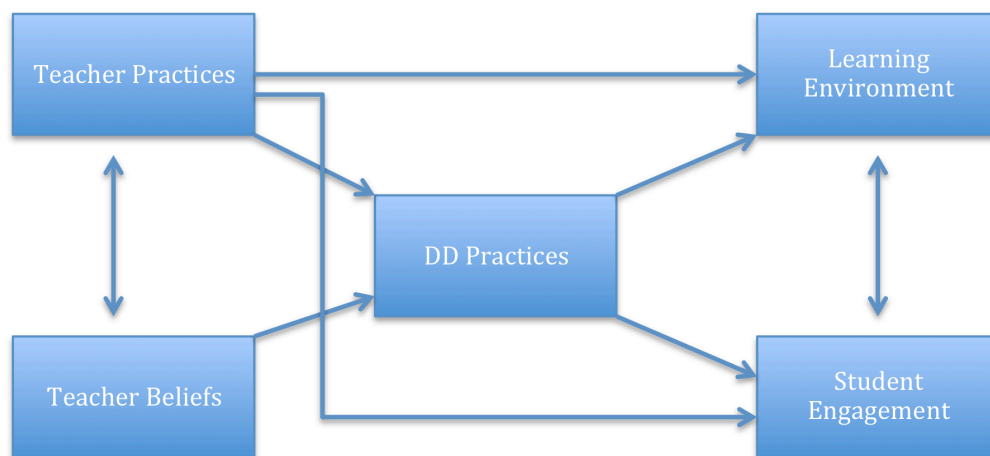 Teacher Practices
Learning
Environment
DD Practices
Teacher Beliefs
Student
Engagement